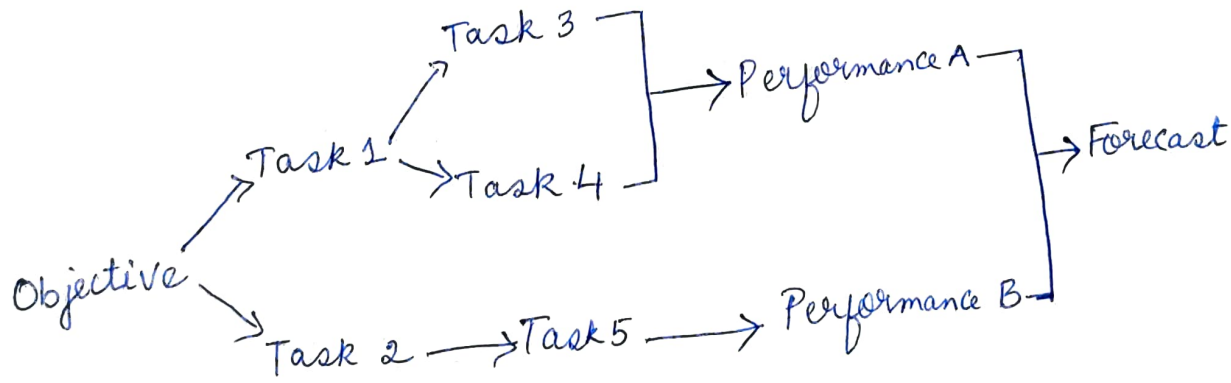 Task 3
Performance A
Forecast
Task 1
Task 4
Objective
Performance B
Task 2
Task 5